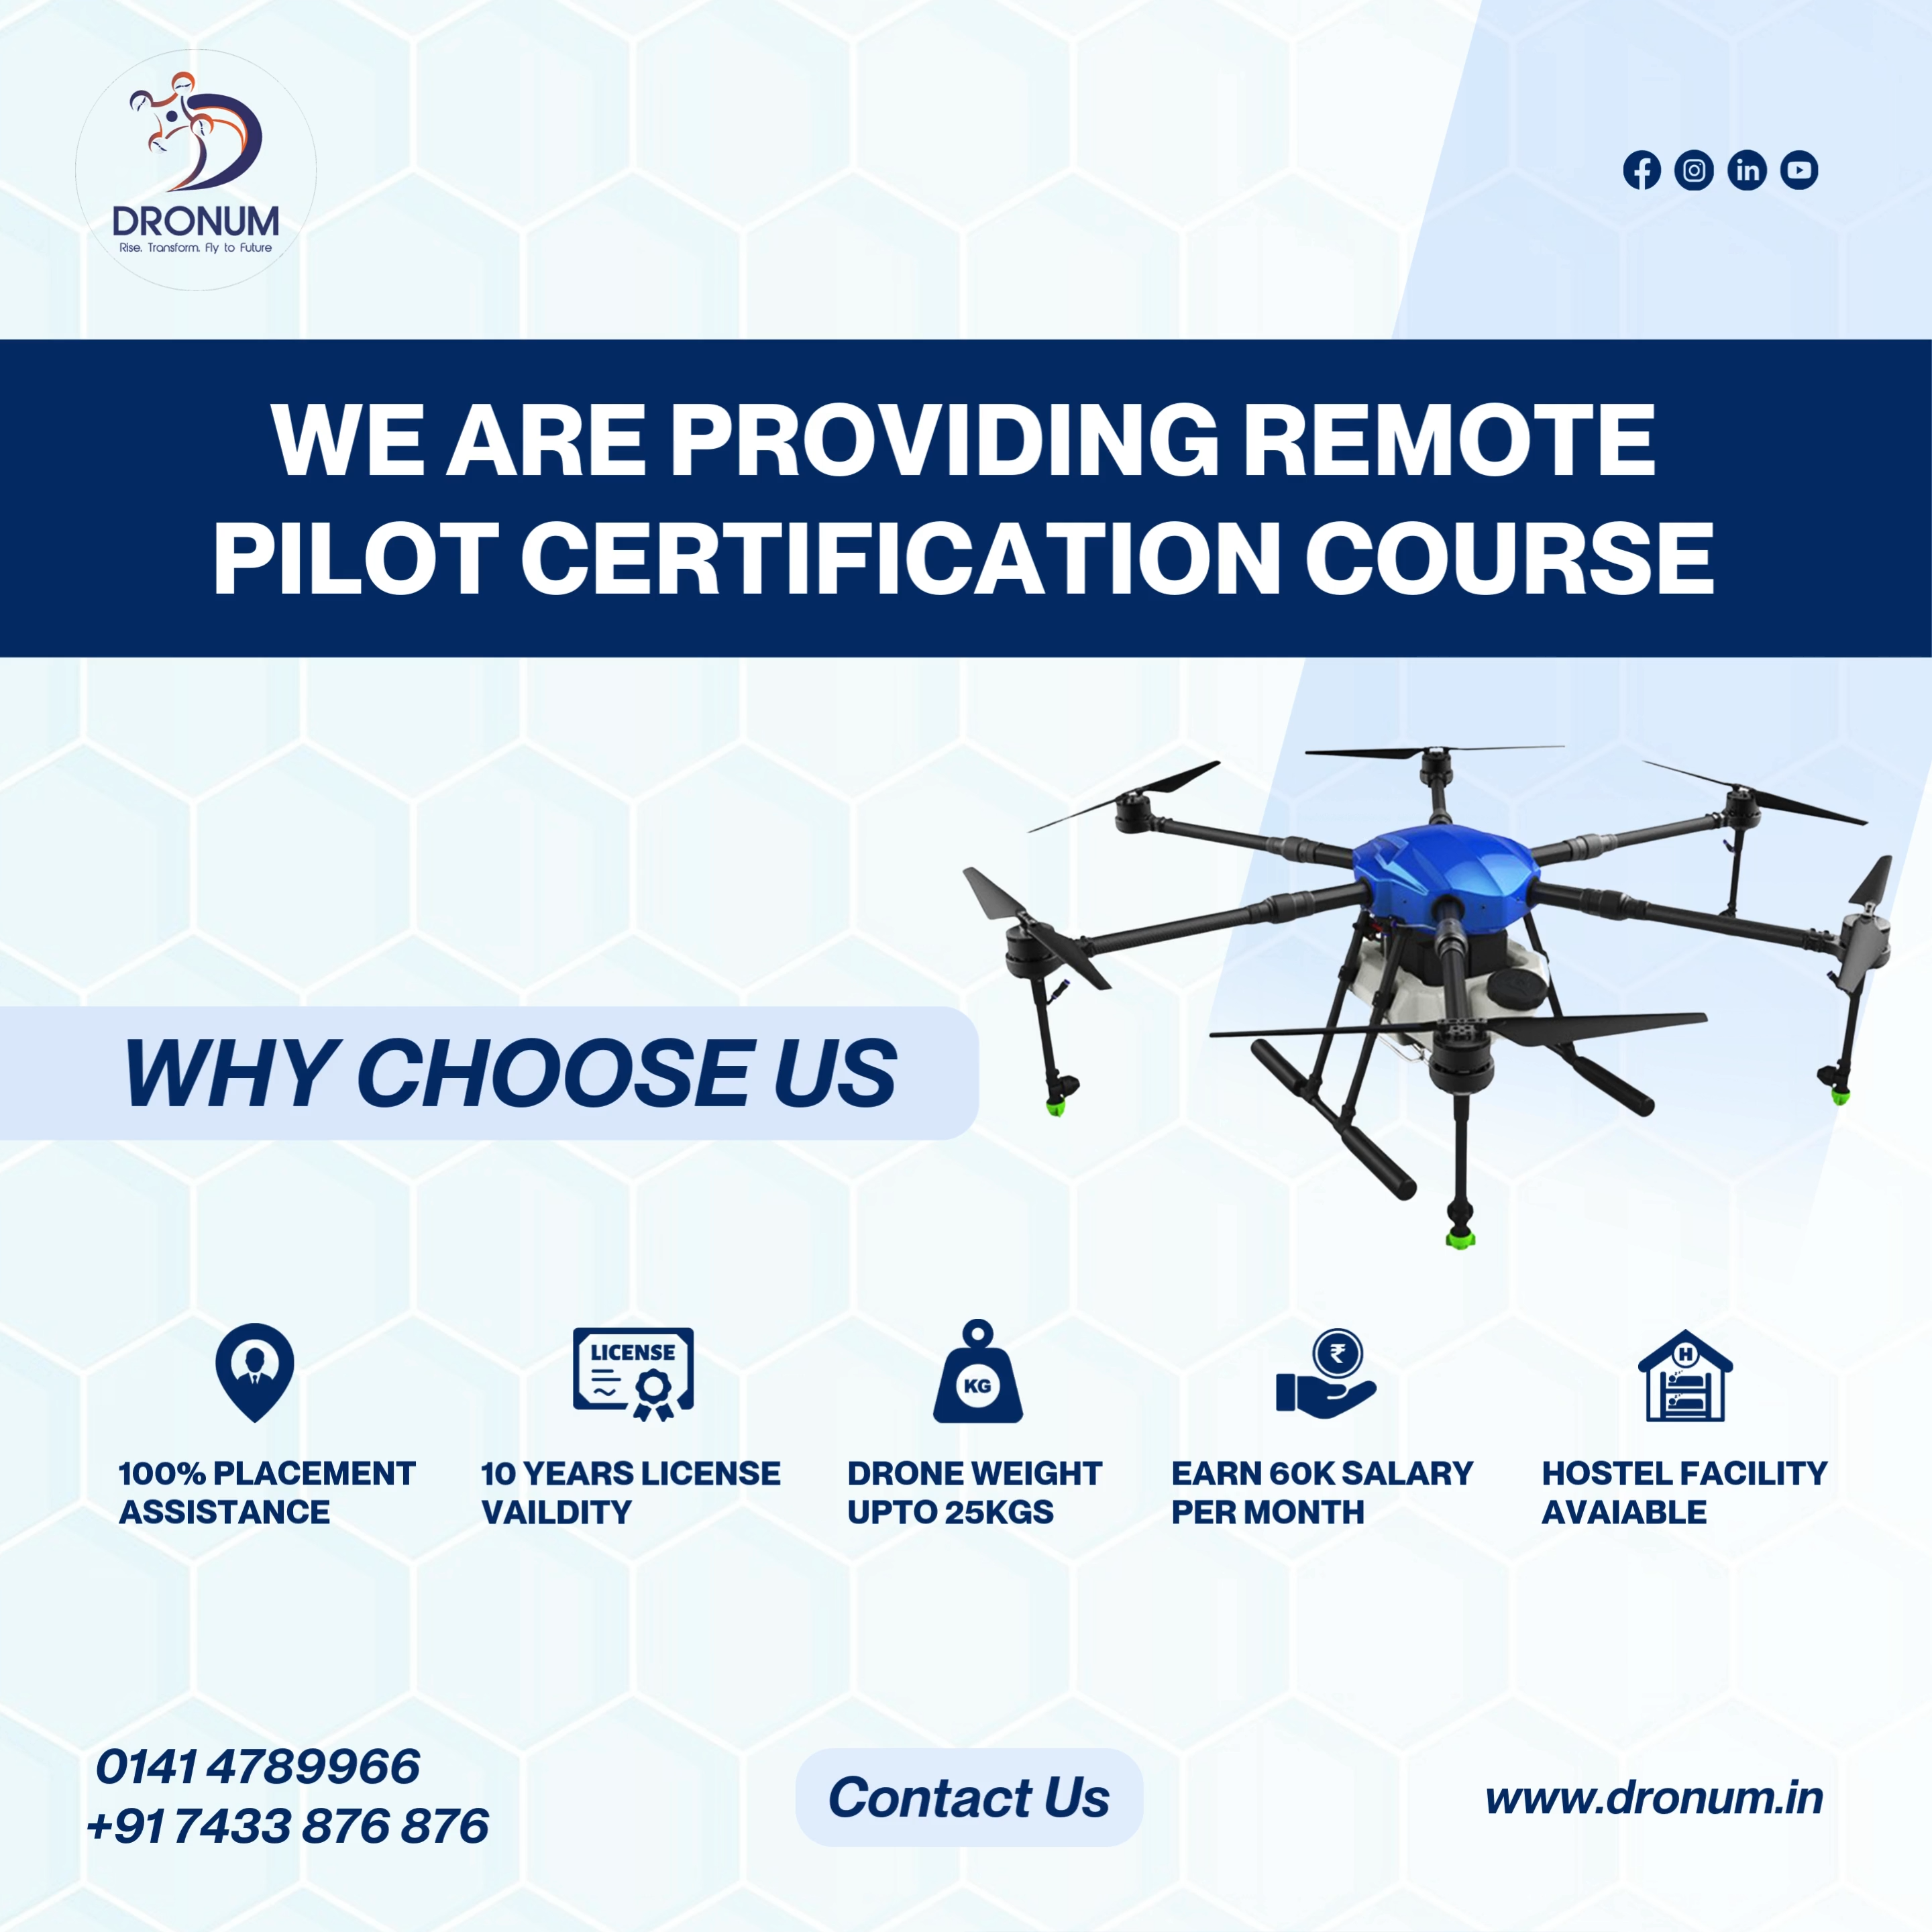 DRONUM
Rise. Transform. Fly to Future
WE ARE PROVIDING REMOTE
PILOT CERTIFICATION COURSE
WHY CHOOSE US
LICENSE
KG
₹
H
100% PLACEMENT
ASSISTANCE
10 YEARS LICENSE
VAILDITY
DRONE WEIGHT
UPTO 25KGS
EARN 60K SALARY
PER MONTH
HOSTEL FACILITY
AVAIABLE
0141 4789966
+91 7433 876 876
Contact Us
www.dronum.in